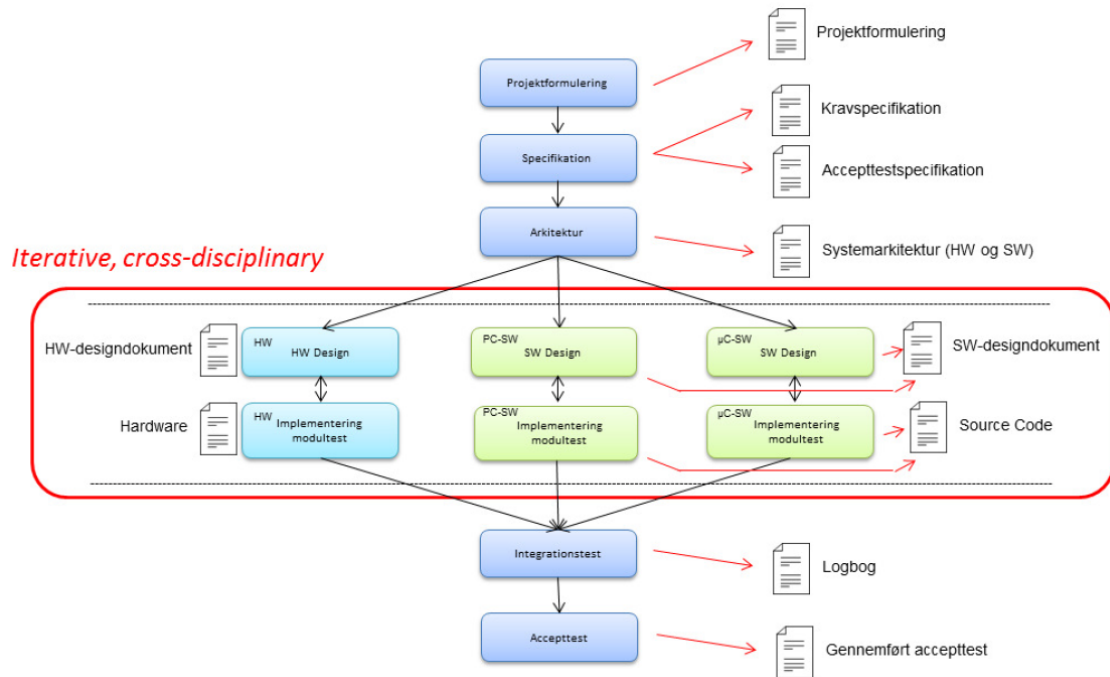 Projektformulering
Projektformulering
Kravspecifikation
Specifikation
Accepttestspecifikation
Arkitektur
Systemarkitektur (HW og SW)
Iterative, cross-disciplinary
HW-designdokument
HW
HW Design
PC-SW
SW Design
µC-SW
SW Design
SW-designdokument
Hardware
HW
Implementering
modultest
PC-SW
Implementering
modultest
µC-SW
Implementering
modultest
Source Code
Integrationstest
Logbog
Accepttest
Gennemført accepttest